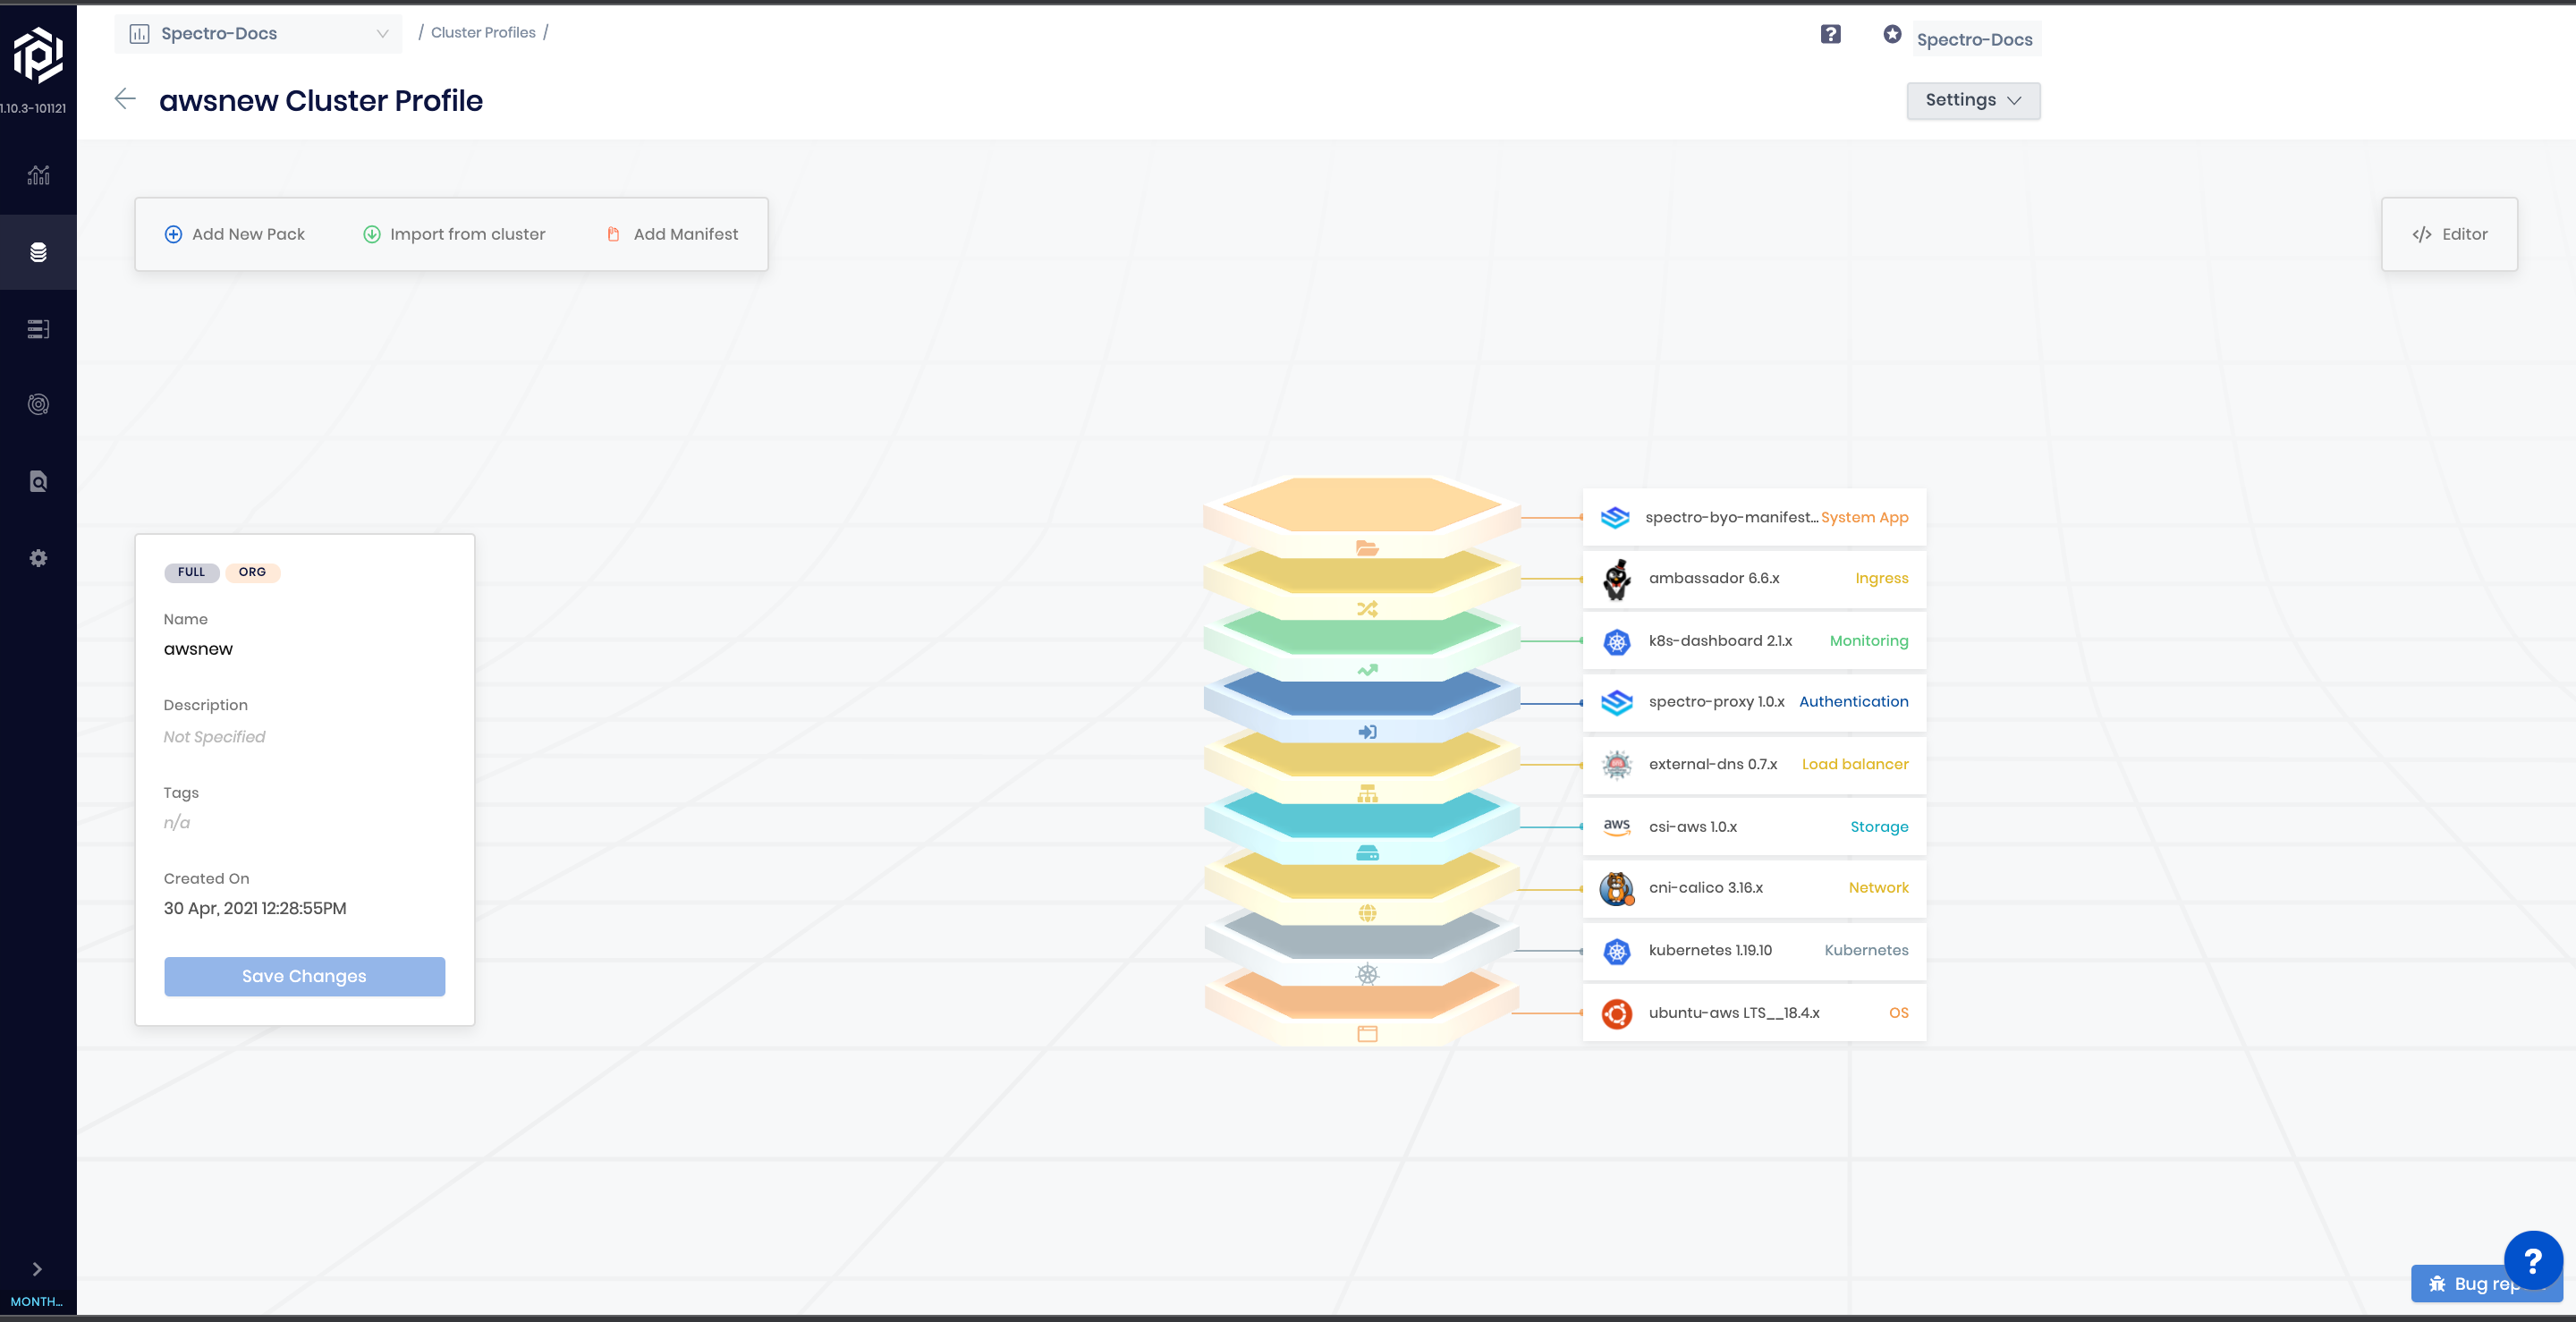 Spectro-Docs
/ Cluster Profiles /
Spectro-Docs
awsnew Cluster Profile
Settings
1.10.3-101121
Add New Pack
Import from cluster
Add Manifest
</> Editor
FULL
ORG
Name
awsnew
Description
Not Specified
Tags
n/a
Created On
30 Apr, 2021 12:28:55PM
Save Changes
spectro-byo-manifest... System App
ambassador 6.6.x Ingress
k8s-dashboard 2.1.x Monitoring
spectro-proxy 1.0.x Authentication
external-dns 0.7.x Load balancer
aws csi-aws 1.0.x Storage
cni-calico 3.16.x Network
kubernetes 1.19.10 Kubernetes
ubuntu-aws LTS__18.4.x OS
MONTH...
Bug rep
?